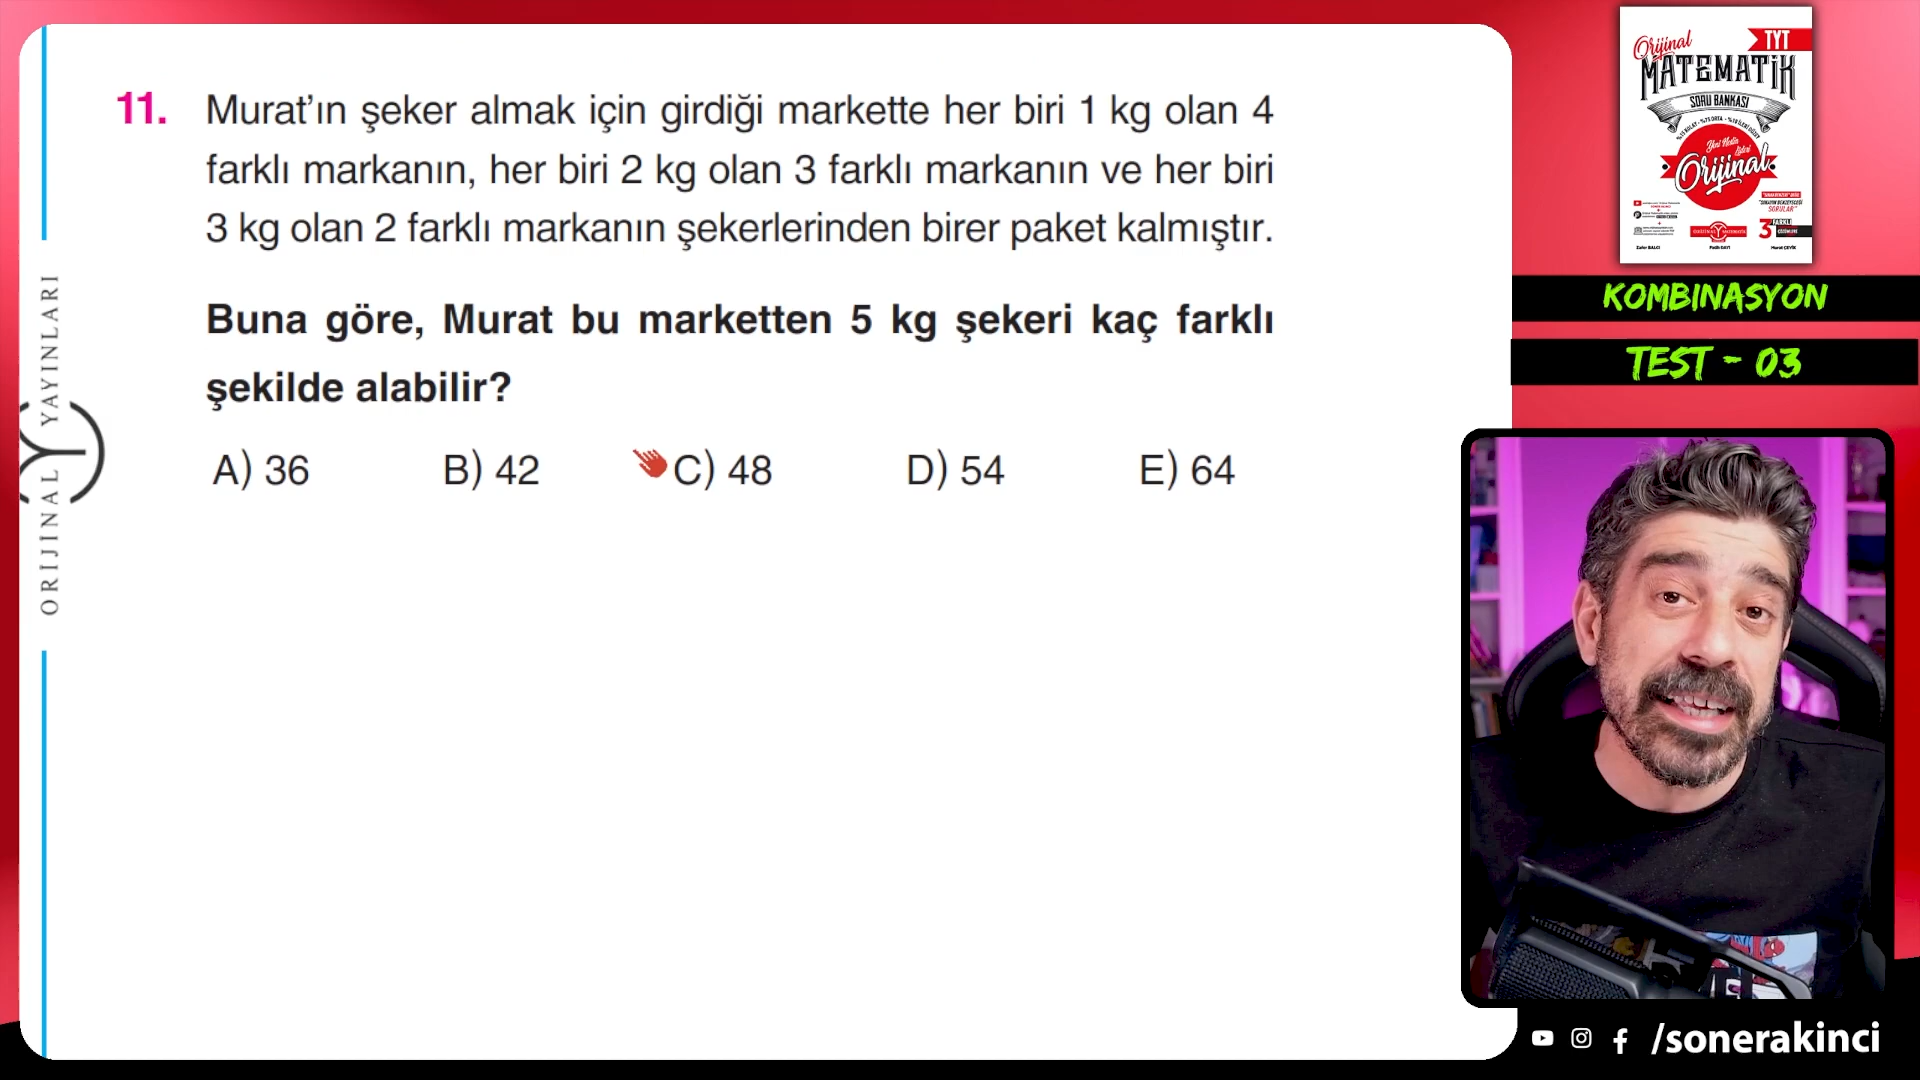 11. Murat'ın şeker almak için girdiği markette her biri 1 kg olan 4
farklı markanın, her biri 2 kg olan 3 farklı markanın ve her biri
3 kg olan 2 farklı markanın şekerlerinden birer paket kalmıştır.
Buna göre, Murat bu marketten 5 kg şekeri kaç farklı
şekilde alabilir?
A) 36 B) 42 C) 48 D) 54 E) 64
ORIJINAL YAYINLARI
Orijinal
TYT
MATEMATİK
SORU BANKASI
Orijinal
KOMBINASYON
TEST - 03
/sonerakinci